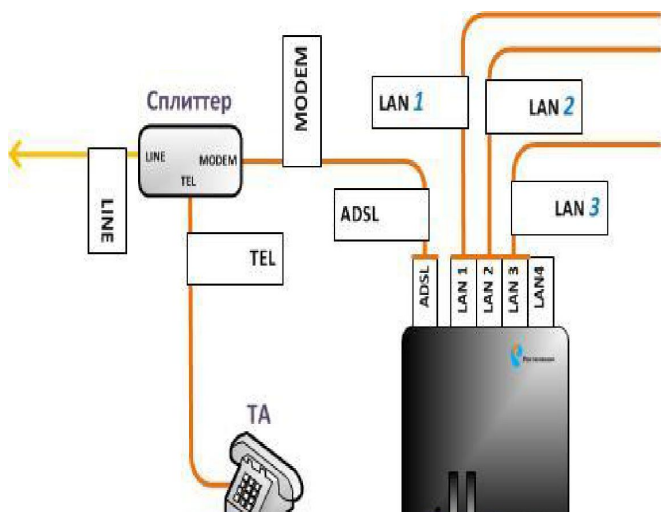 MODEM
LAN 1
Сплиттер
LAN 2
LINE
MODEM
TEL
LINE
ADSL
LAN 3
TEL
ADSL
LAN 1
LAN 2
LAN 3
LAN4
Ростелеком
ТА